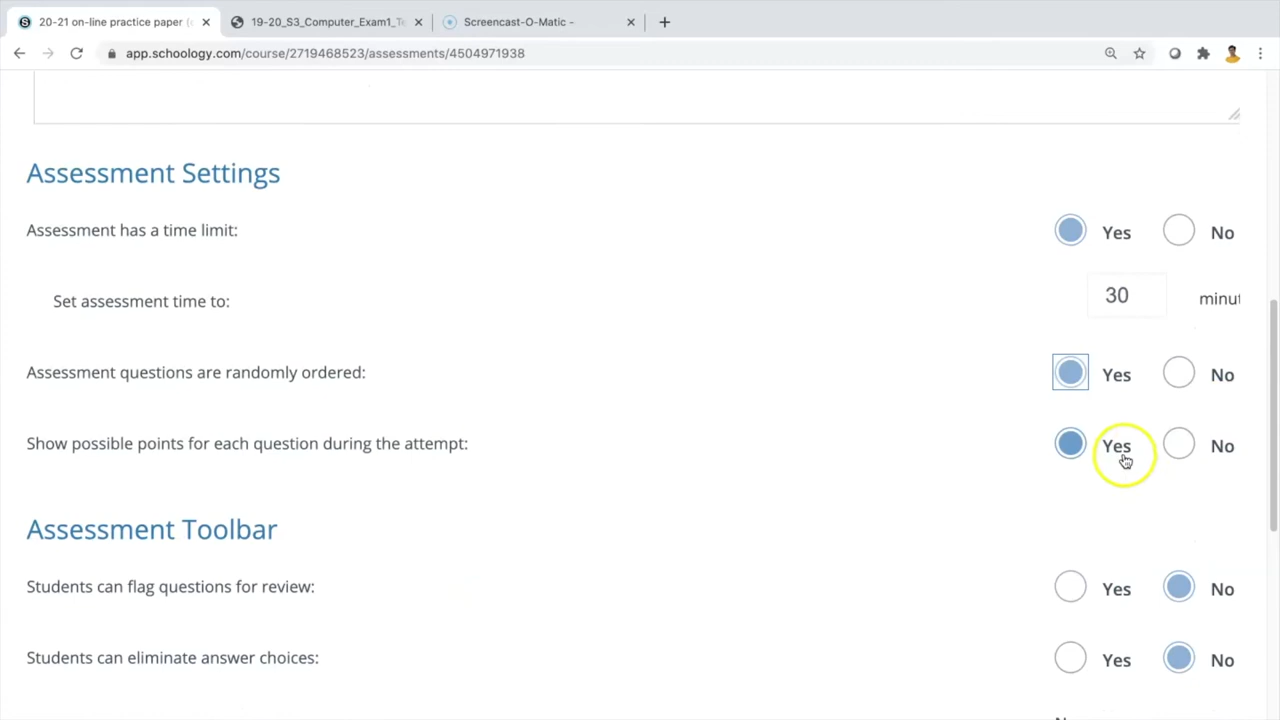 20-21 on-line practice paper (
19-20_S3_Computer_Exam1_Te
Screencast-O-Matic -
app.schoology.com/course/2719468523/assessments/4504971938
Assessment Settings
Assessment has a time limit: Yes No
Set assessment time to: 30 minut
Assessment questions are randomly ordered: Yes No
Show possible points for each question during the attempt: Yes No
Assessment Toolbar
Students can flag questions for review: Yes No
Students can eliminate answer choices: Yes No